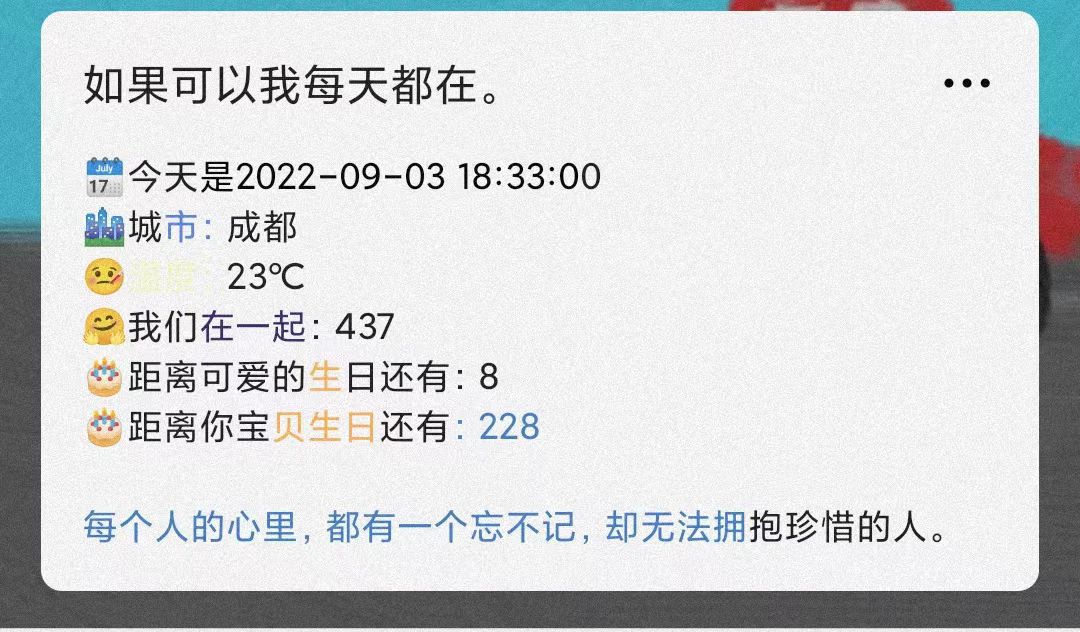 如果可以我每天都在。
July
17
今天是2022-09-03 18:33:00
城市：成都
温度：23℃
我们在一起：437
距离可爱的生日还有：8
距离你宝贝生日还有：228
每个人的心里，都有一个忘不记，却无法拥抱珍惜的人。